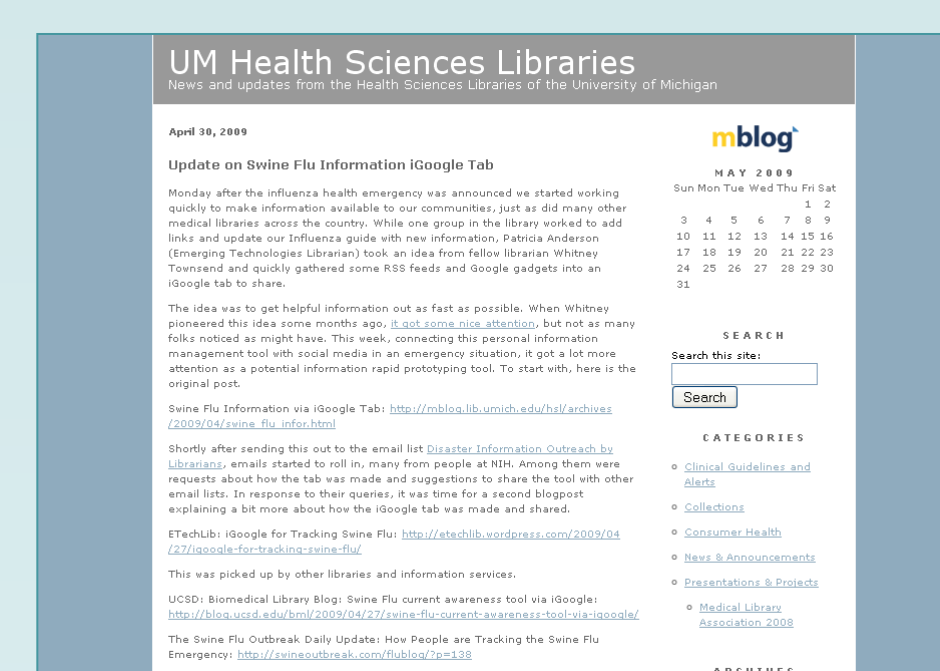 UM Health Sciences Libraries
News and updates from the Health Sciences Libraries of the University of Michigan
April 30, 2009
Update on Swine Flu Information iGoogle Tab
Monday after the influenza health emergency was announced we started working
quickly to make information available to our communities, just as did many other
medical libraries across the country. While one group in the library worked to add
links and update our Influenza guide with new information, Patricia Anderson
(Emerging Technologies Librarian) took an idea from fellow librarian Whitney
Townsend and quickly gathered some RSS feeds and Google gadgets into an
iGoogle tab to share.
The idea was to get helpful information out as fast as possible. When Whitney
pioneered this idea some months ago, it got some nice attention, but not as many
folks noticed as might have. This week, connecting this personal information
management tool with social media in an emergency situation, it got a lot more
attention as a potential information rapid prototyping tool. To start with, here is the
original post.
Swine Flu Information via iGoogle Tab: http://mblog.lib.umich.edu/hsl/archives
/2009/04/swine_flu_infor.html
Shortly after sending this out to the email list Disaster Information Outreach by
Librarians, emails started to roll in, many from people at NIH. Among them were
requests about how the tab was made and suggestions to share the tool with other
email lists. In response to their queries, it was time for a second blogpost
explaining a bit more about how the iGoogle tab was made and shared.
ETechLib: iGoogle for Tracking Swine Flu: http://etechlib.wordpress.com/2009/04
/27/igoogle-for-tracking-swine-flu/
This was picked up by other libraries and information services.
UCSD: Biomedical Library Blog: Swine Flu current awareness tool via iGoogle:
http://blog.ucsd.edu/bml/2009/04/27/swine-flu-current-awareness-tool-via-igoogle/
The Swine Flu Outbreak Daily Update: How People are Tracking the Swine Flu
Emergency: http://swineoutbreak.com/flublog/?p=138
mblog
MAY 2009
Sun Mon Tue Wed Thu Fri Sat
1 2
3 4 5 6 7 8 9
10 11 12 13 14 15 16
17 18 19 20 21 22 23
24 25 26 27 28 29 30
31
SEARCH
Search this site:
Search
CATEGORIES
Clinical Guidelines and
Alerts
Collections
Consumer Health
News & Announcements
Presentations & Projects
Medical Library
Association 2008
ARCHIVES